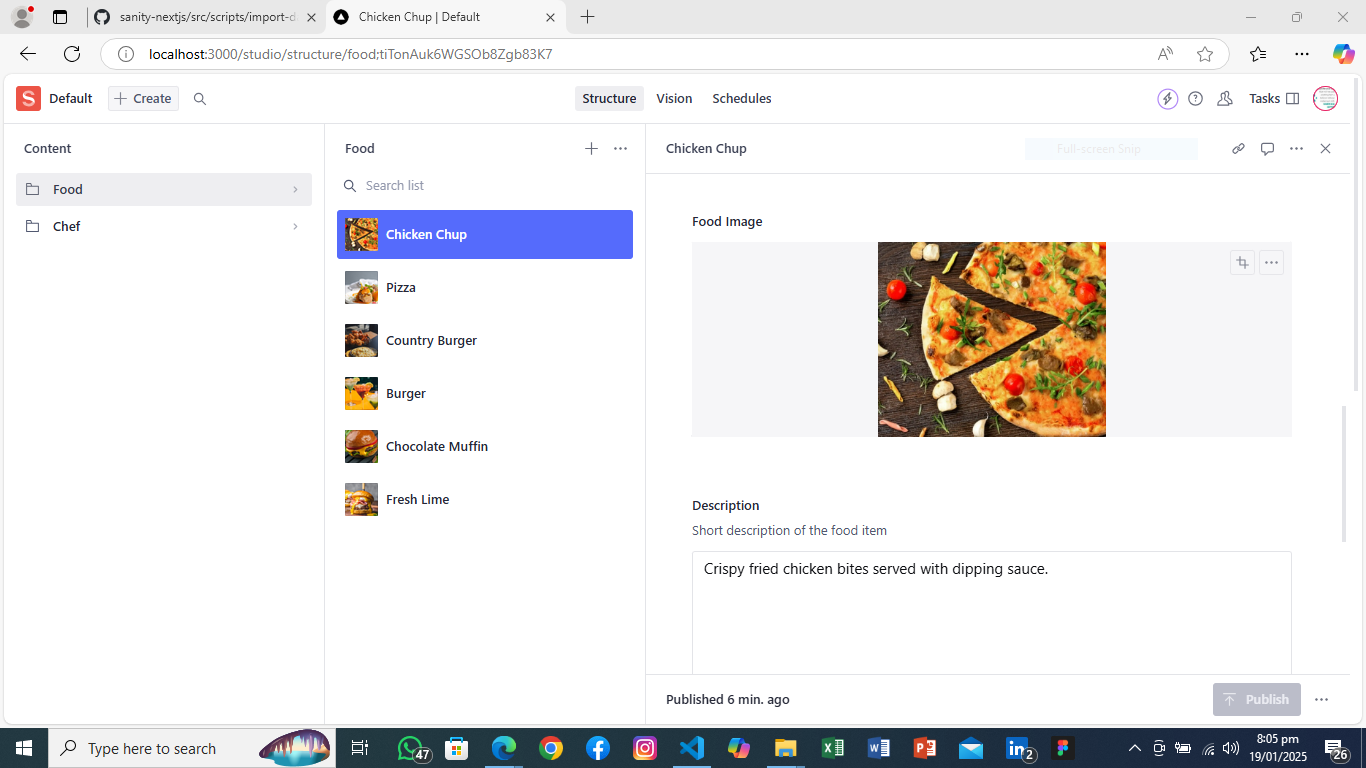 sanity-nextjs/src/scripts/import-d
Chicken Chup | Default
localhost:3000/studio/structure/food;tiTonAuk6WGSOb8Zgb83K7
S Default
Create
Structure
Vision
Schedules
Tasks
Content
Food
Chef
Food
Search list
Chicken Chup
Pizza
Country Burger
Burger
Chocolate Muffin
Fresh Lime
Chicken Chup
Full-screen Snip
Food Image
Description
Short description of the food item
Crispy fried chicken bites served with dipping sauce.
Published 6 min. ago
Publish
Type here to search
47
2
8:05 pm
19/01/2025
26